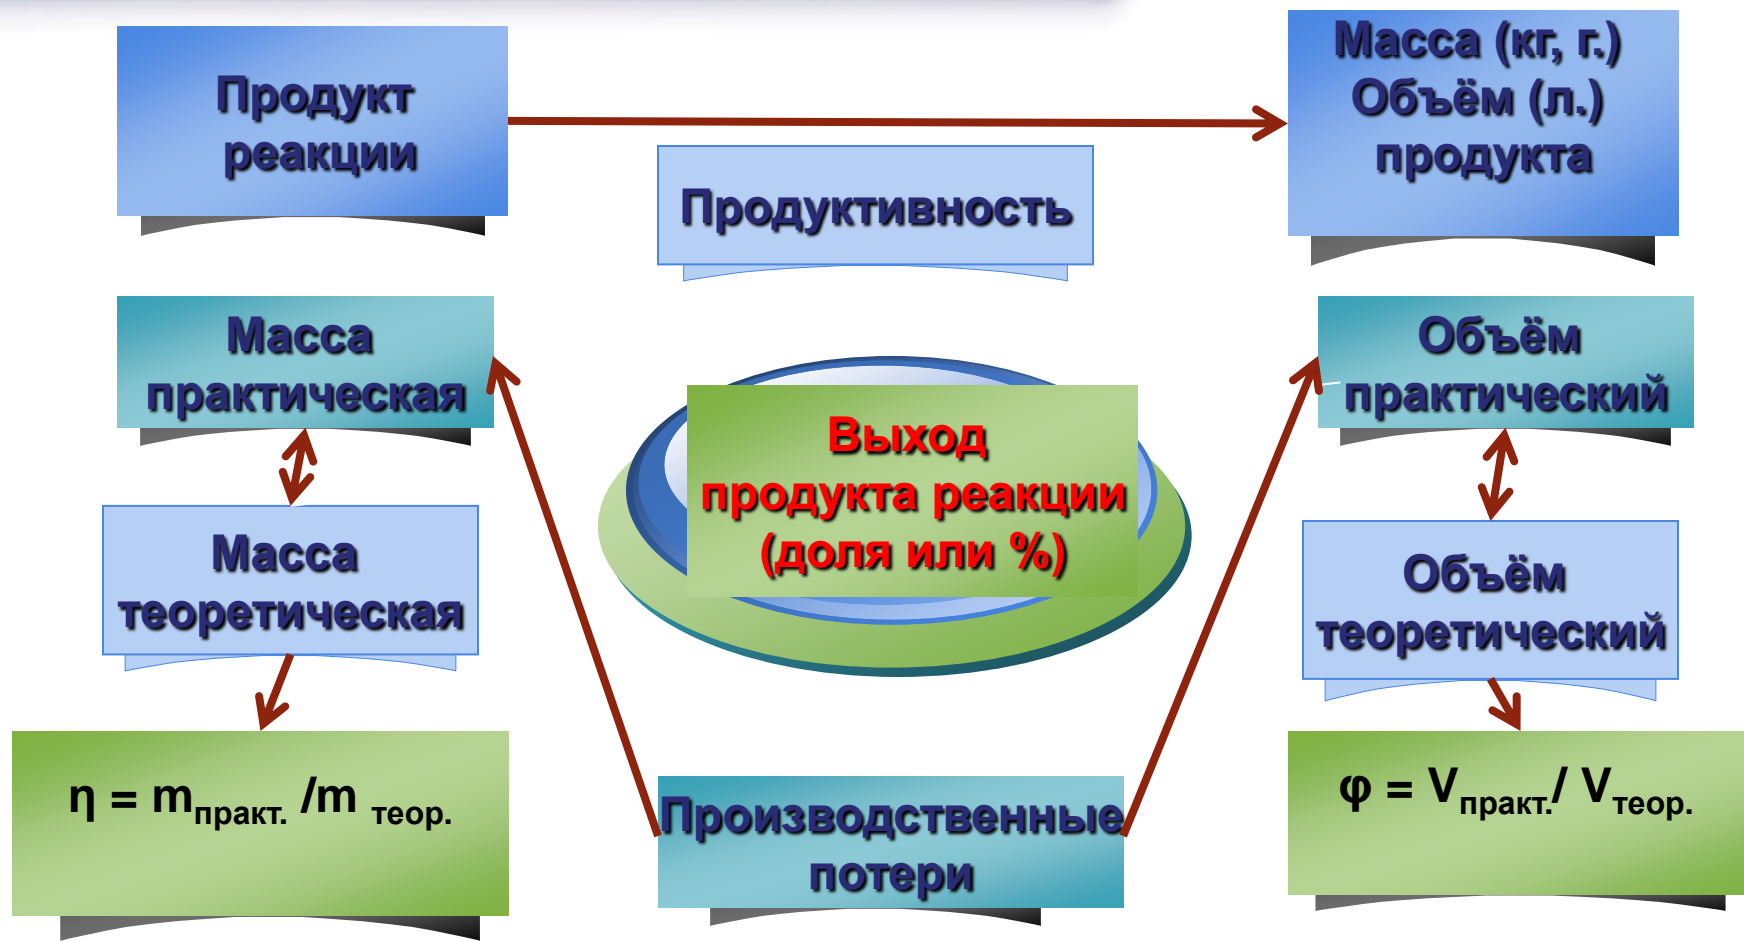 Продукт
реакции
Масса (кг, г.)
Объём (л.)
продукта
Продуктивность
Масса
практическая
Объём
практический
Выход
продукта реакции
(доля или %)
Масса
теоретическая
Объём
теоретический
η = mпракт. /m теор.
Производственные
потери
φ = Vпракт./ Vтеор.